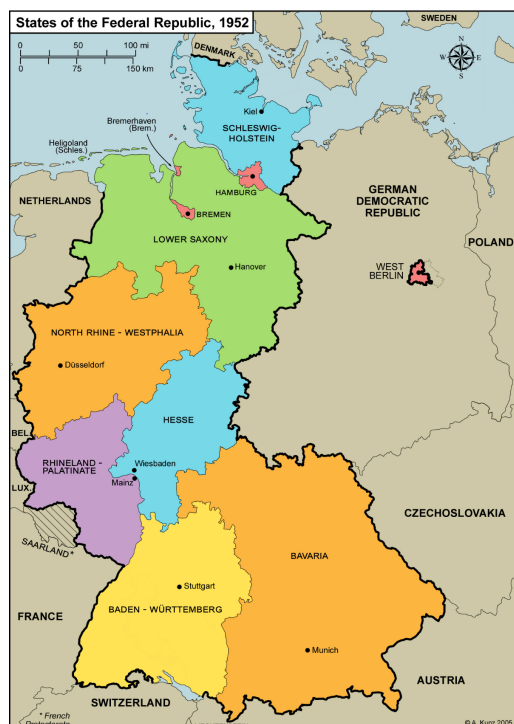 States of the Federal Republic, 1952
0 50 100 mi
0 75 150 km
SWEDEN
DENMARK
N
W E
S
Kiel
SCHLESWIG-
HOLSTEIN
Bremerhaven
(Brem.)
Heligoland
(Schles.)
HAMBURG
NETHERLANDS
BREMEN
GERMAN
DEMOCRATIC
REPUBLIC
POLAND
LOWER SAXONY
Hanover
WEST
BERLIN
NORTH RHINE - WESTPHALIA
Düsseldorf
HESSE
BEL.
RHINELAND -
PALATINATE
Wiesbaden
Mainz
LUX.
CZECHOSLOVAKIA
SAARLAND*
BAVARIA
Stuttgart
BADEN - WÜRTTEMBERG
FRANCE
Munich
AUSTRIA
SWITZERLAND
* French
©A. Kunz 2005